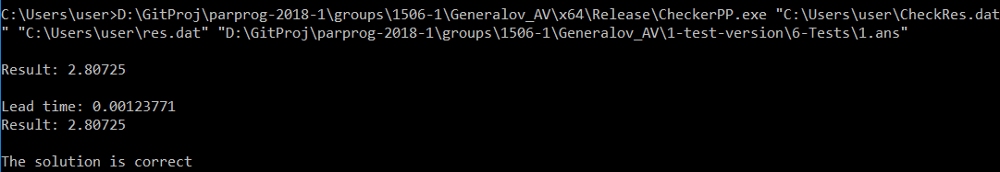 C:\Users\user>D:\GitProj\parprog-2018-1\groups\1506-1\Generalov_AV\x64\Release\CheckerPP.exe "C:\Users\user\CheckRes.dat
" "C:\Users\user\res.dat" "D:\GitProj\parprog-2018-1\groups\1506-1\Generalov_AV\1-test-version\6-Tests\1.ans"
Result: 2.80725
Lead time: 0.00123771
Result: 2.80725
The solution is correct